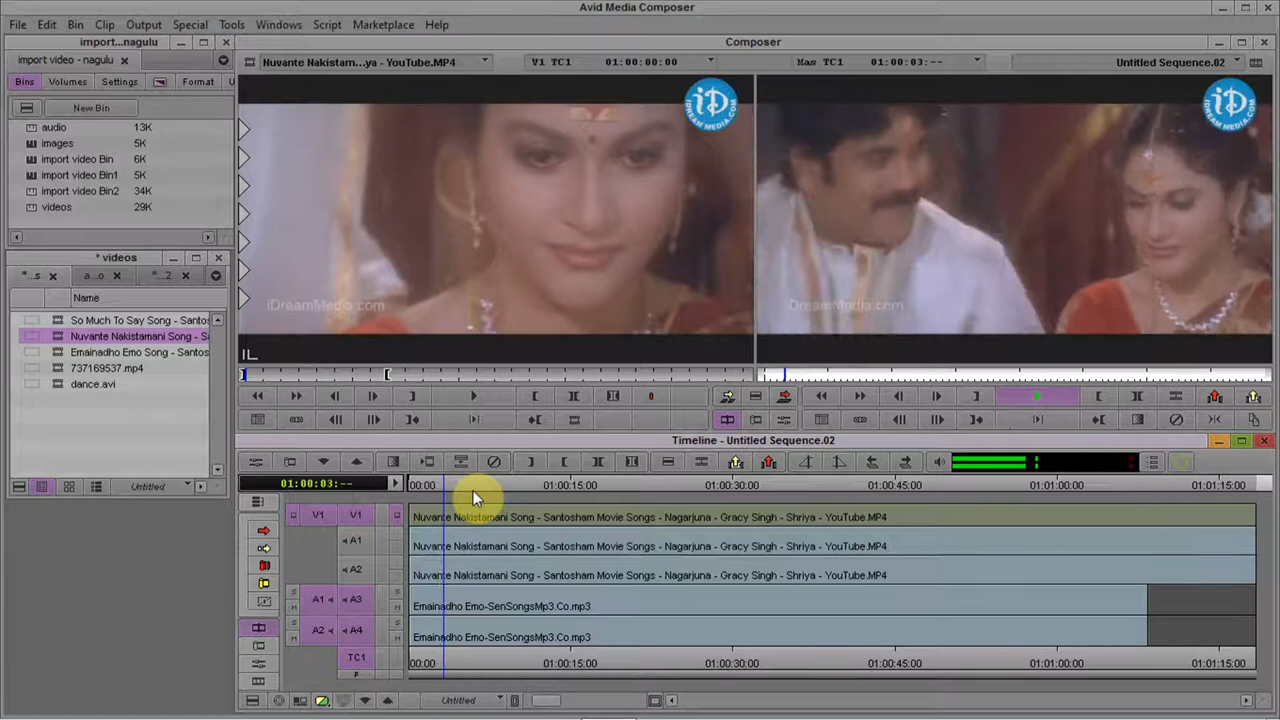 Avid Media Composer
File Edit Bin Clip Output Special Tools Windows Script Marketplace Help
import...nagulu
Composer
import video - nagulu
Nuvante Nakistam...ya - YouTube.MP4
V1 TC1
01:00:00:00
Mas TC1
01:00:03:--
Untitled Sequence.02
Bins Volumes Settings Format U
New Bin
audio 13K
images 5K
import video Bin 6K
import video Bin1 5K
import video Bin2 34K
videos 29K
iD
IDREAM MEDIA.COM
iD
IDREAM MEDIA.COM
iDreamMedia.com
DreamMedia.com
* videos
*...s
a...o
*...2
Name
So Much To Say Song - Santos
Nuvante Nakistamani Song - S
Emainadho Emo Song - Santos
737169537.mp4
dance.avi
Untitled
Timeline - Untitled Sequence.02
01:00:03:--
00:00 01:00:15:00 01:00:30:00 01:00:45:00 01:01:00:00 01:01:15:00
V1 V1 Nuvante Nakistamani Song - Santosham Movie Songs - Nagarjuna - Gracy Singh - Shriya - YouTube.MP4
A1 Nuvante Nakistamani Song - Santosham Movie Songs - Nagarjuna - Gracy Singh - Shriya - YouTube.MP4
A2 Nuvante Nakistamani Song - Santosham Movie Songs - Nagarjuna - Gracy Singh - Shriya - YouTube.MP4
S M A1 A3 Emainadho Emo-SenSongsMp3.Co.mp3
S M A2 A4 Emainadho Emo-SenSongsMp3.Co.mp3
TC1 00:00 01:00:15:00 01:00:30:00 01:00:45:00 01:01:00:00 01:01:15:00
Untitled